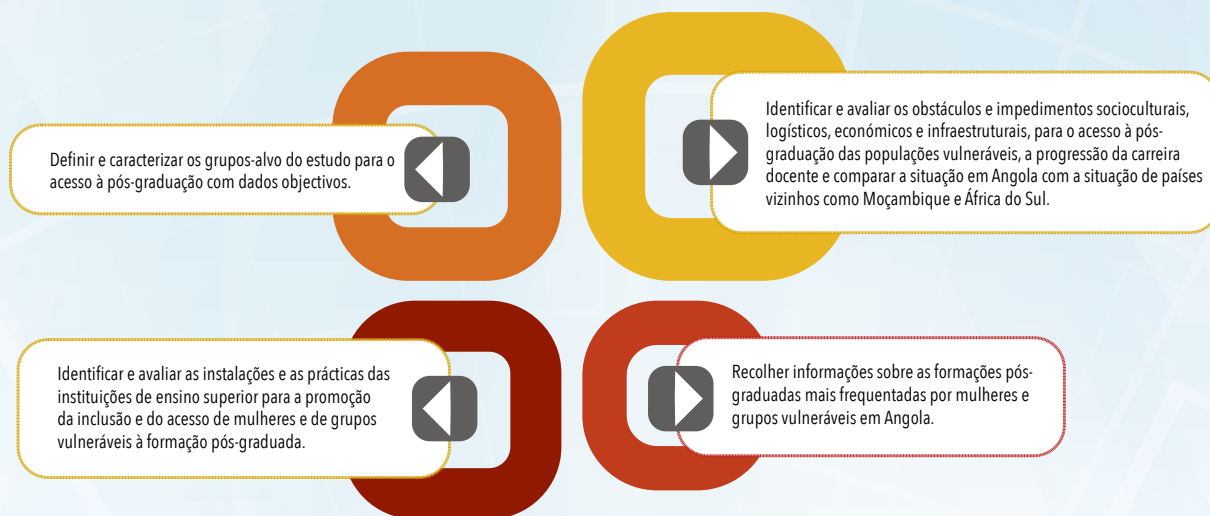 Definir e caracterizar os grupos-alvo do estudo para o
acesso à pós-graduação com dados objectivos.
Identificar e avaliar os obstáculos e impedimentos socioculturais,
logísticos, económicos e infraestruturais, para o acesso à pós-
graduação das populações vulneráveis, a progressão da carreira
docente e comparar a situação em Angola com a situação de países
vizinhos como Moçambique e África do Sul.
Identificar e avaliar as instalações e as prácticas das
instituições de ensino superior para a promoção
da inclusão e do acesso de mulheres e de grupos
vulneráveis à formação pós-graduada.
Recolher informações sobre as formações pós-
graduadas mais frequentadas por mulheres e
grupos vulneráveis em Angola.